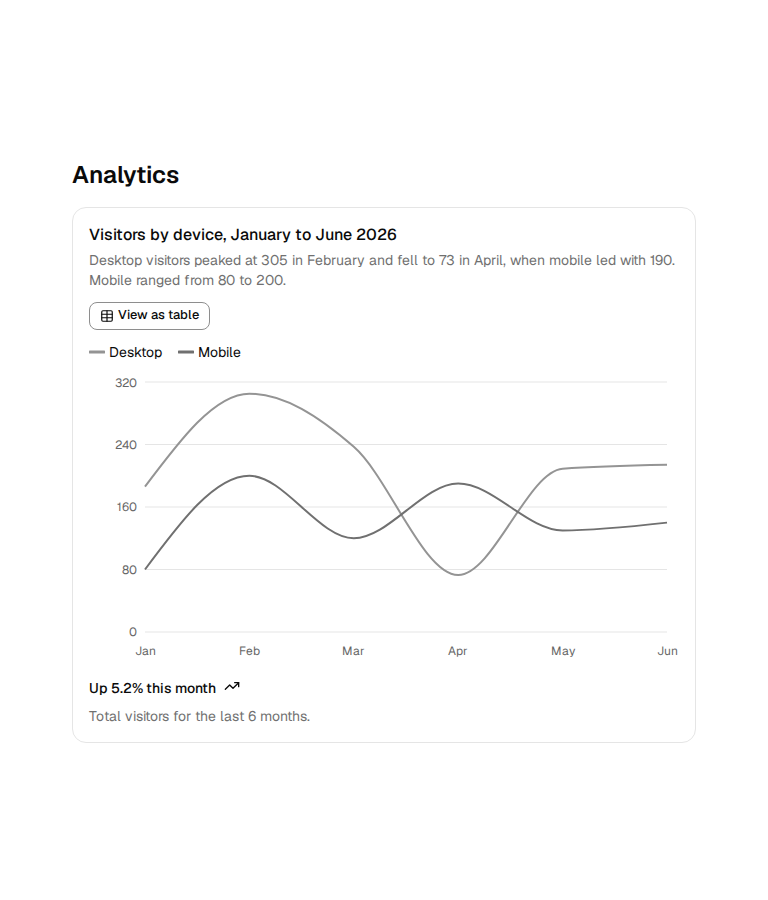 Analytics
Visitors by device, January to June 2026
Desktop visitors peaked at 305 in February and fell to 73 in April, when mobile led with 190.
Mobile ranged from 80 to 200.
View as table
Desktop Mobile
320
240
160
80
0
Jan Feb Mar Apr May Jun
Up 5.2% this month
Total visitors for the last 6 months.